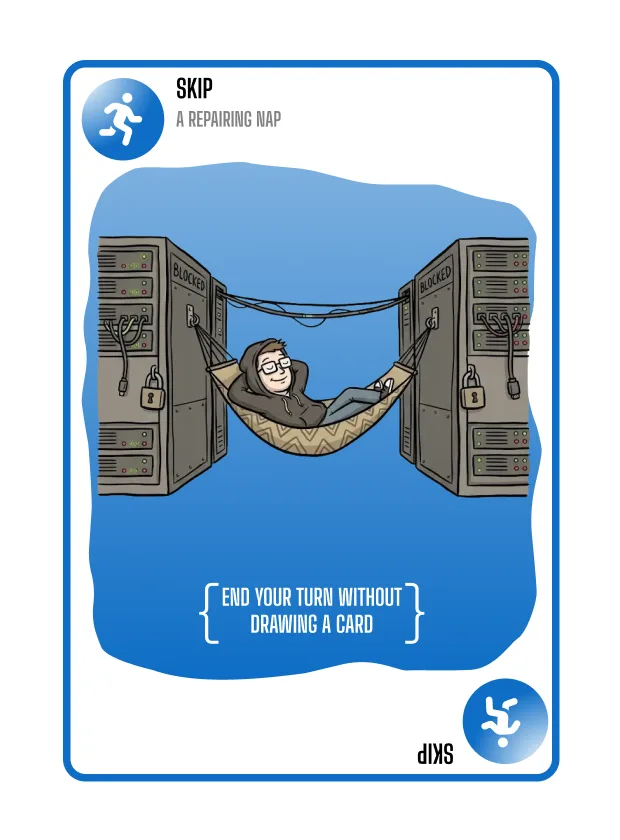 SKIP
A REPAIRING NAP
BLOCKED
BLOCKED
END YOUR TURN WITHOUT
DRAWING A CARD
SKIP